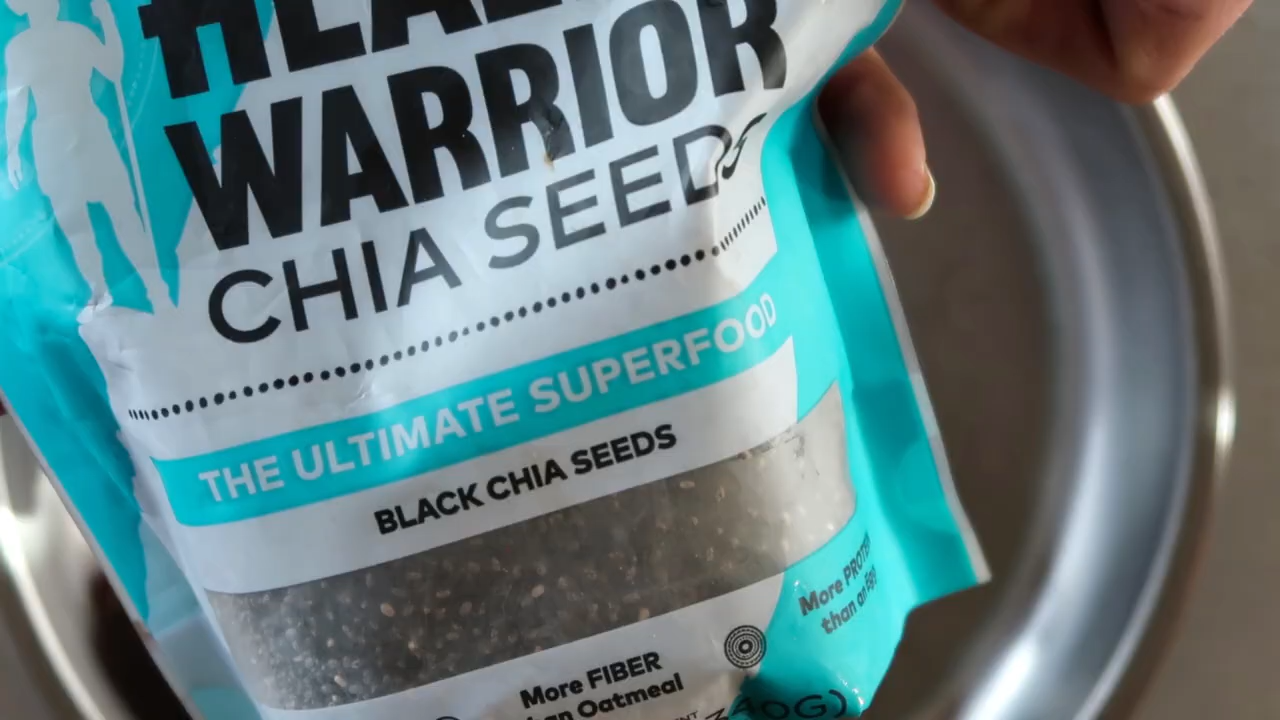 WARRIOR
CHIA SEEDS
THE ULTIMATE SUPERFOOD
BLACK CHIA SEEDS
More PROTEIN
than an Egg
More FIBER
than Oatmeal